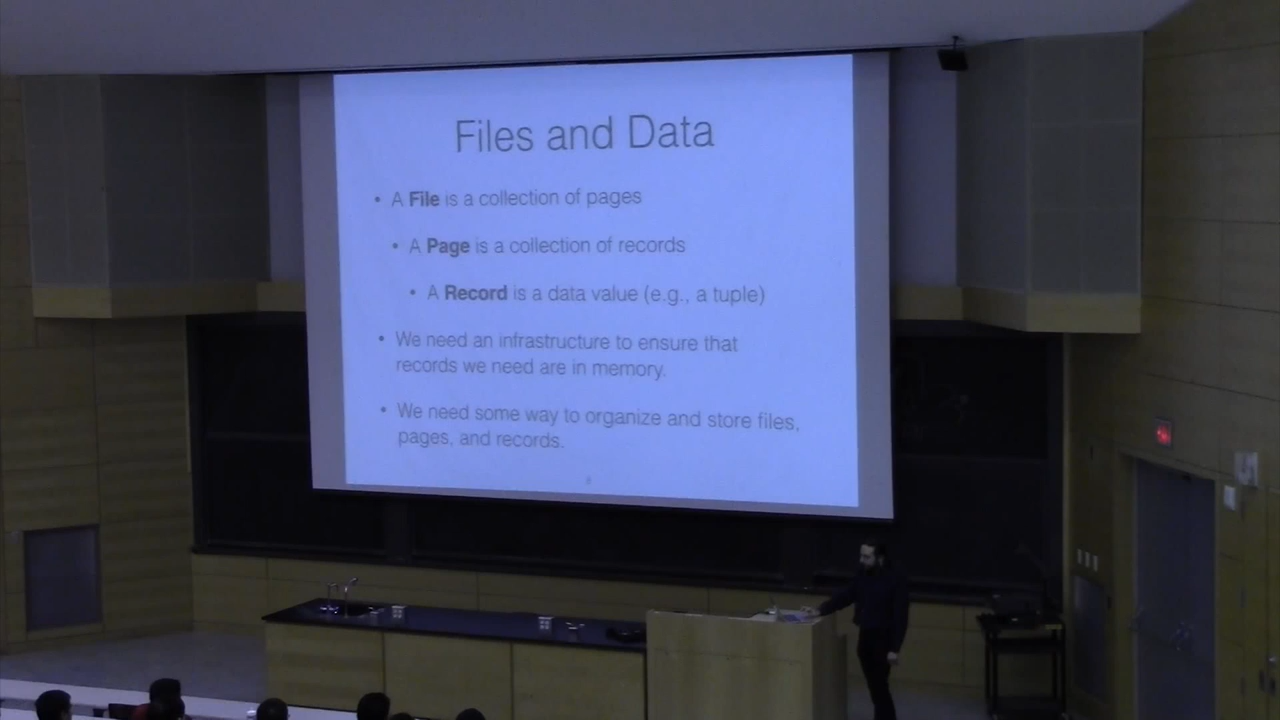 Files and Data
• A File is a collection of pages
• A Page is a collection of records
• A Record is a data value (e.g., a tuple)
• We need an infrastructure to ensure that
records we need are in memory.
• We need some way to organize and store files,
pages, and records.